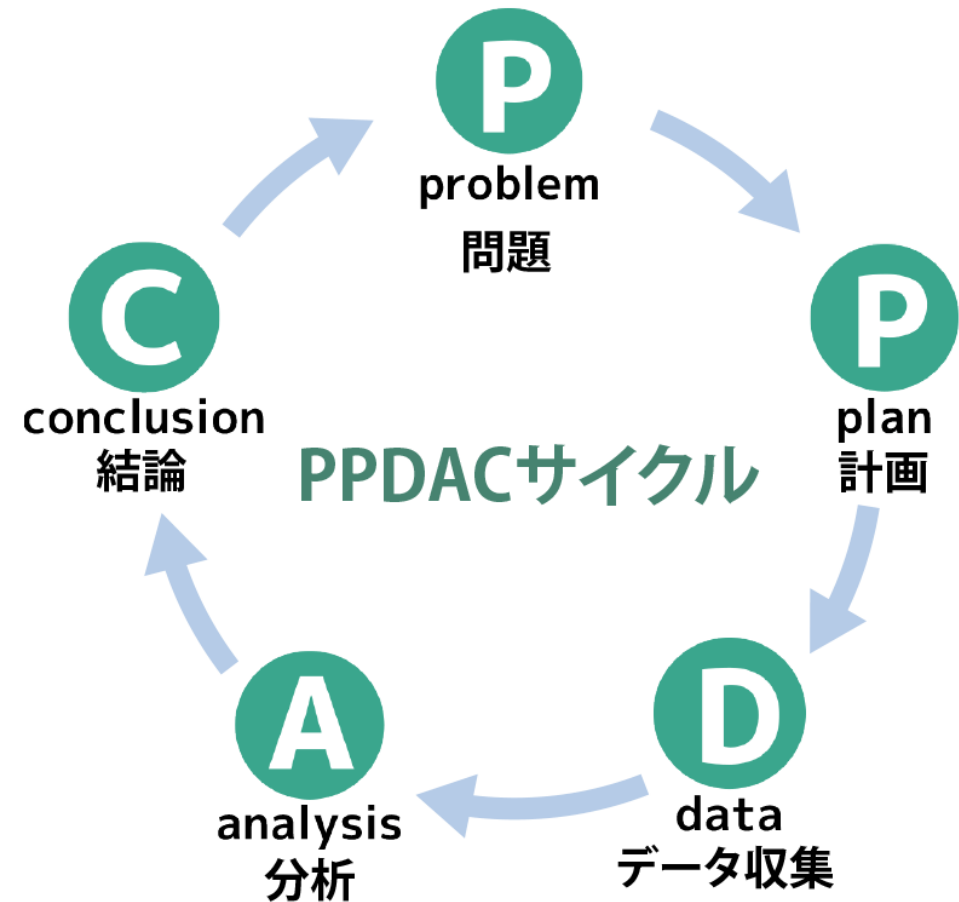 P
problem
問題
P
plan
計画
D
data
データ収集
A
analysis
分析
C
conclusion
結論
PPDACサイクル